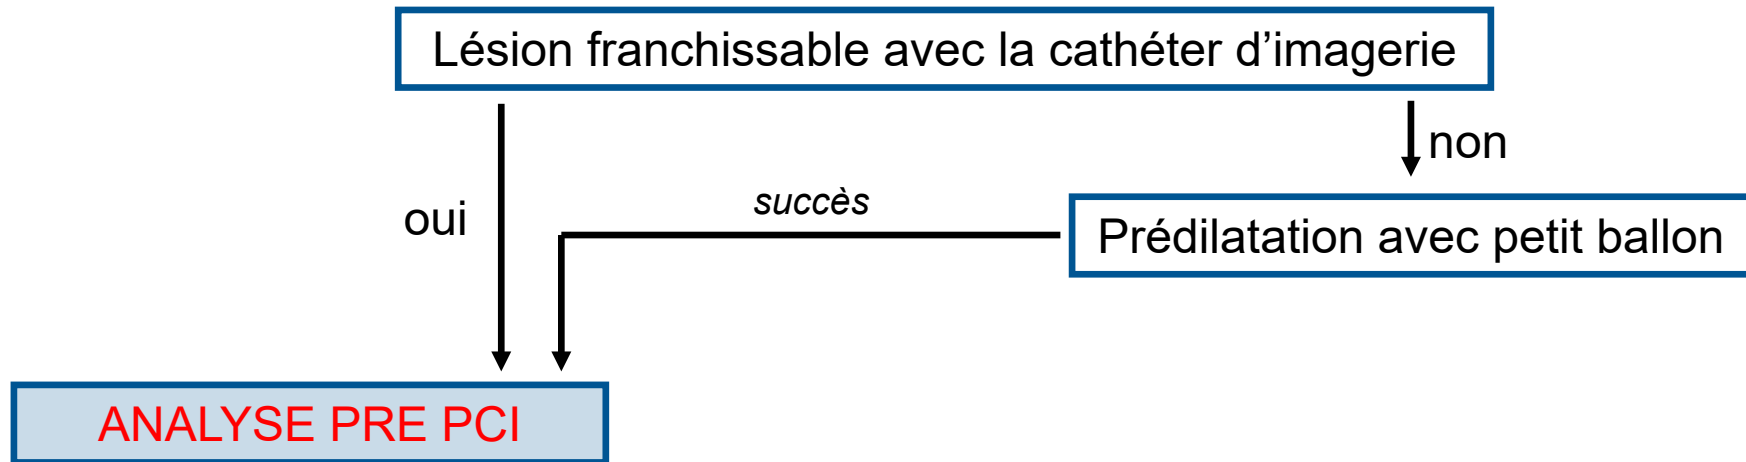 Lésion franchissable avec la cathéter d’imagerie
non
succès
oui
Prédilatation avec petit ballon
ANALYSE PRE PCI